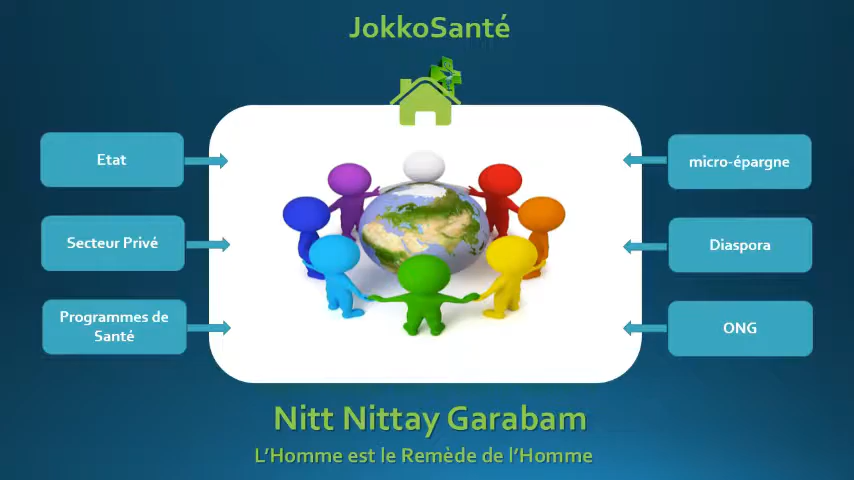 JokkoSanté
Etat
Secteur Privé
Programmes de
Santé
micro-épargne
Diaspora
ONG
Nitt Nittay Garabam
L’Homme est le Remède de l’Homme